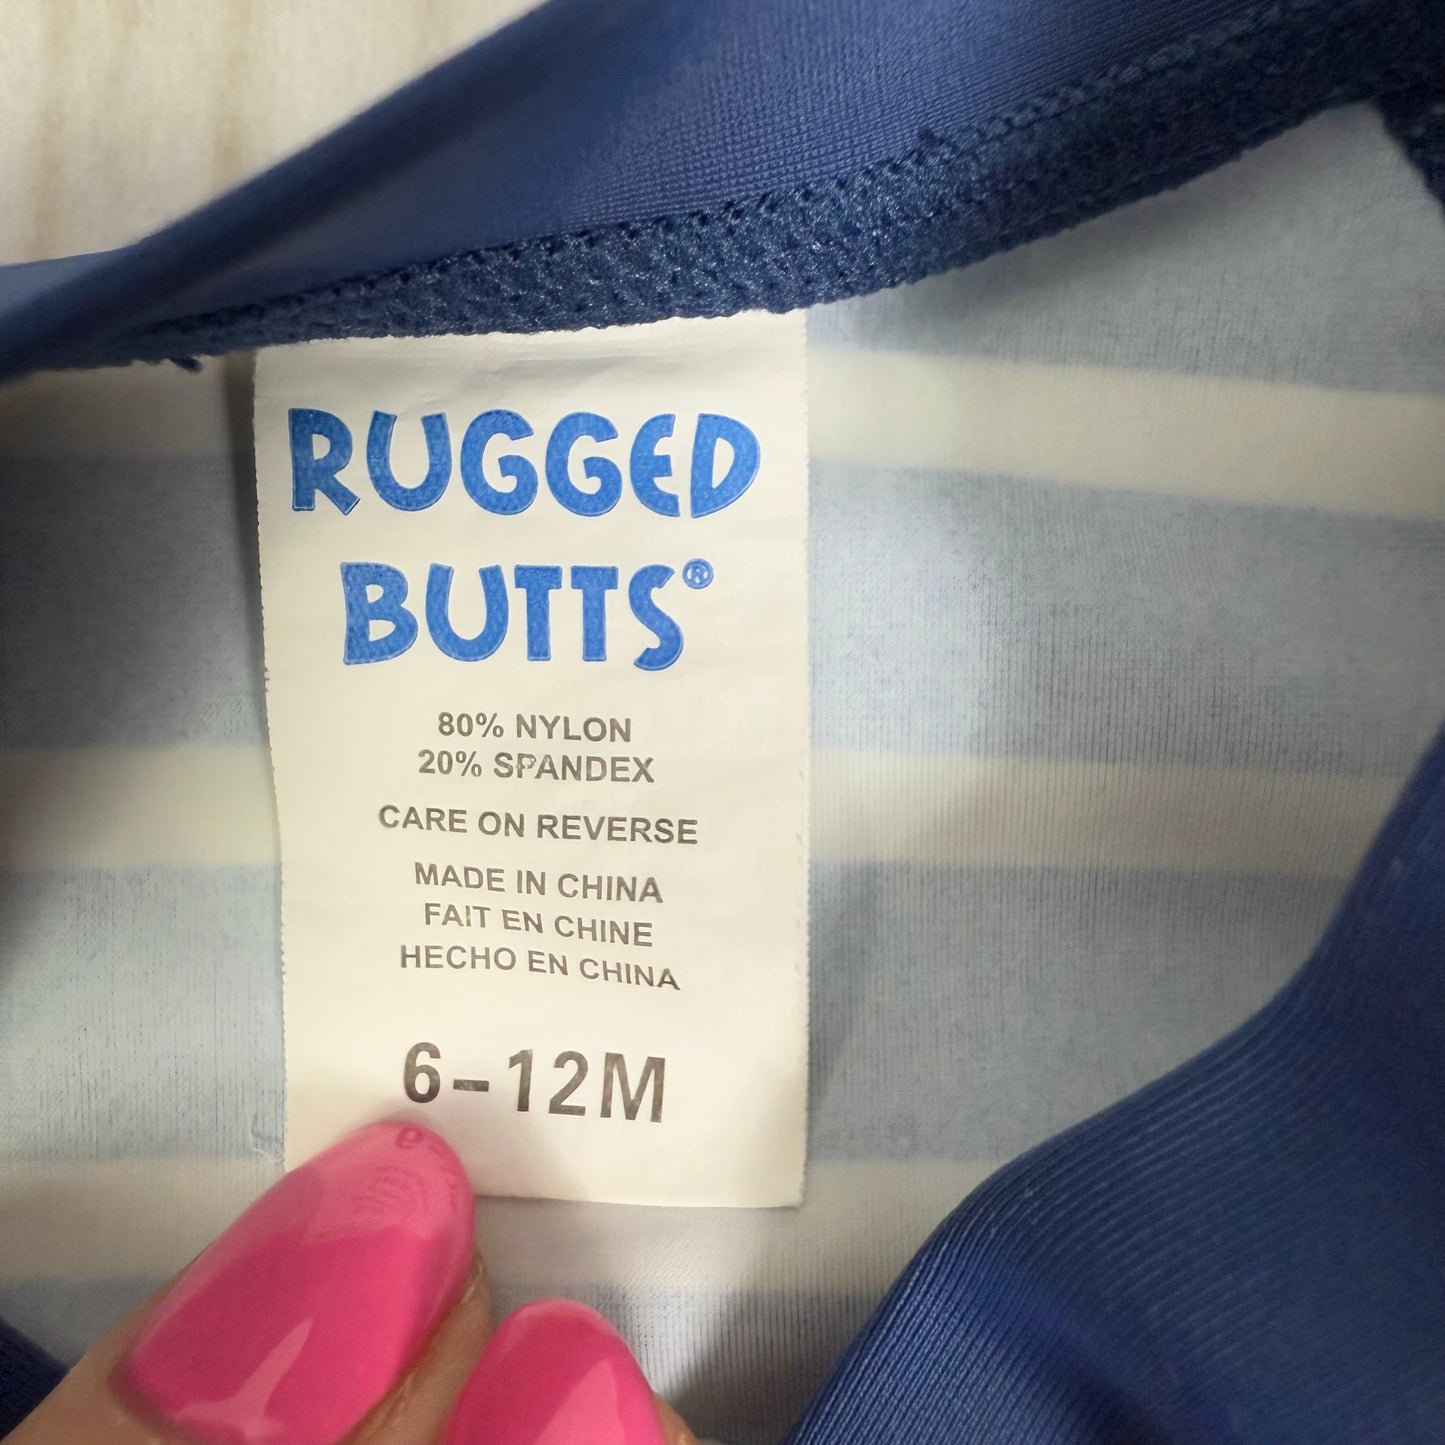 RUGGED
BUTTS®
80% NYLON
20% SPANDEX
CARE ON REVERSE
MADE IN CHINA
FAIT EN CHINE
HECHO EN CHINA
6-12M